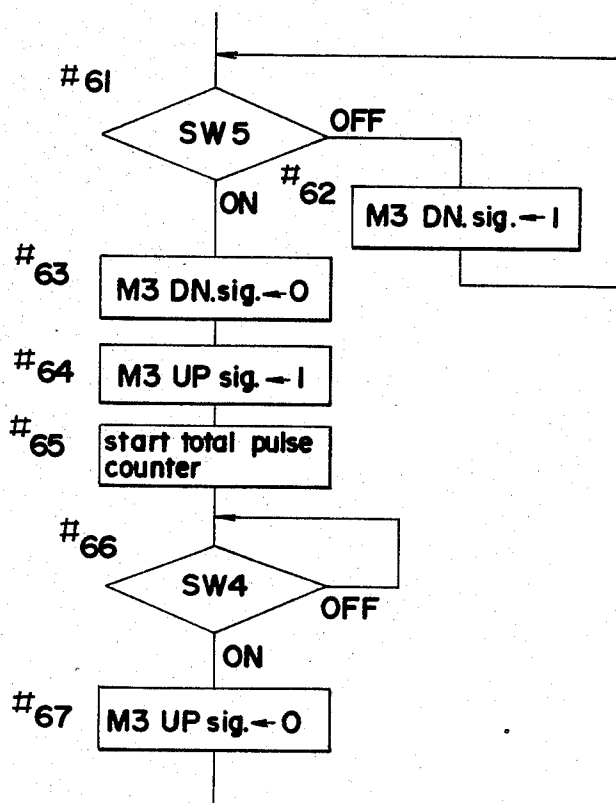 #61
SW5
OFF
ON
#62
M3 DN.sig.←1
#63
M3 DN.sig.←0
#64
M3 UP sig.←1
#65
start total pulse
counter
#66
SW4
OFF
ON
#67
M3 UP sig.←0